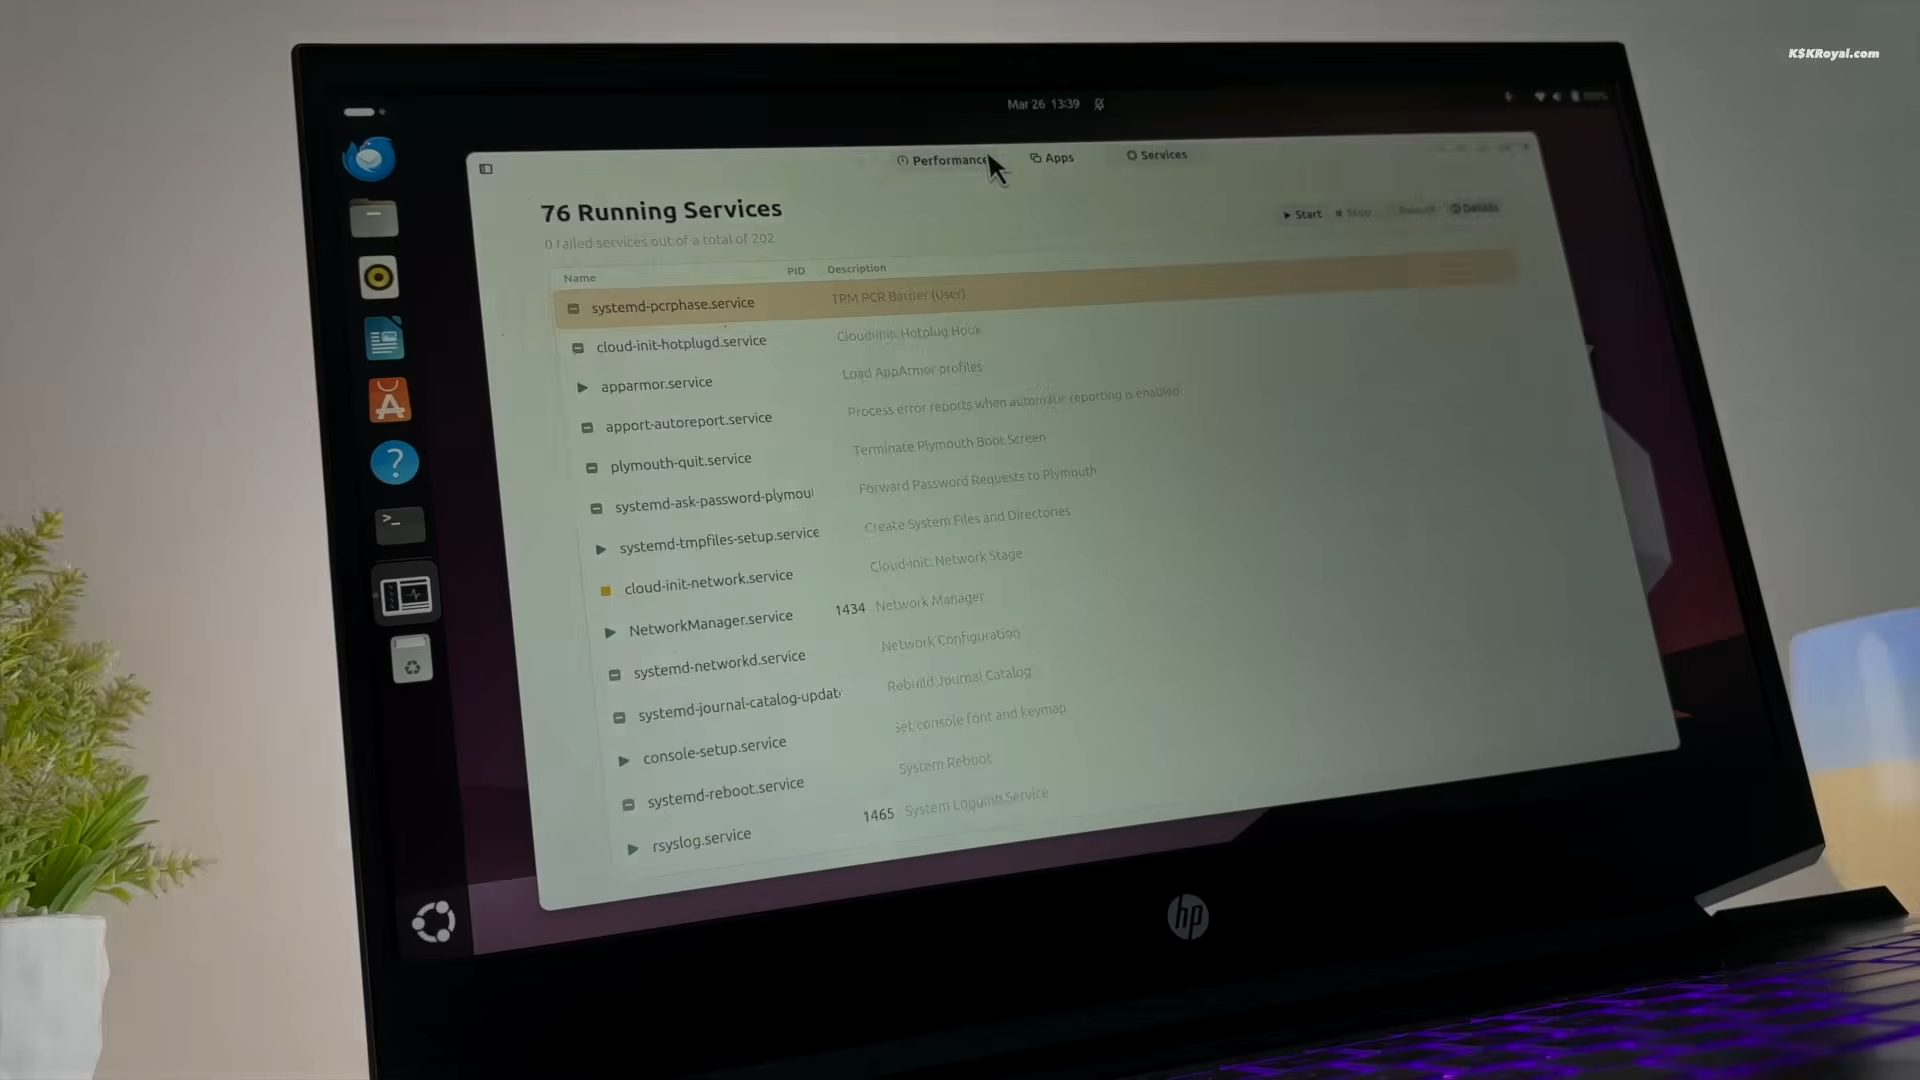 K$KRoyal.com
Mar 26 13:39
Performance
Apps
Services
76 Running Services
0 failed services out of a total of 202
Start
Stop
Restart
Details
Name PID Description
systemd-pcrphase.service TPM PCR Barrier (User)
cloud-init-hotplugd.service Cloud-init: Hotplug Hook
apparmor.service Load AppArmor profiles
apport-autoreport.service Process error reports when automatic reporting is enabled
plymouth-quit.service Terminate Plymouth Boot Screen
systemd-ask-password-plymou Forward Password Requests to Plymouth
systemd-tmpfiles-setup.service Create System Files and Directories
cloud-init-network.service Cloud-init: Network Stage
NetworkManager.service 1434 Network Manager
systemd-networkd.service Network Configuration
systemd-journal-catalog-updat Rebuild Journal Catalog
console-setup.service Set console font and keymap
systemd-reboot.service System Reboot
rsyslog.service 1465 System Logging Service
hp